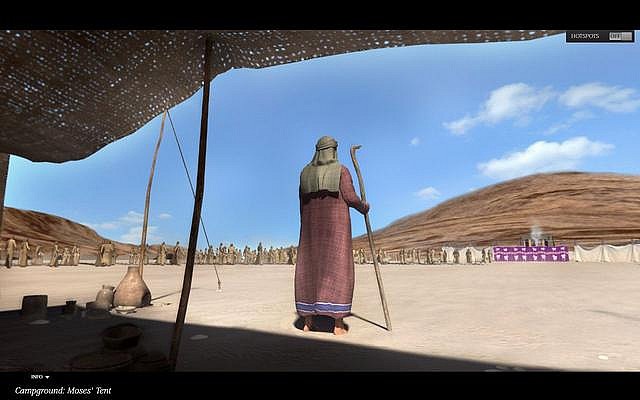 HOTSPOTS OFF
INFO
Campground: Moses' Tent